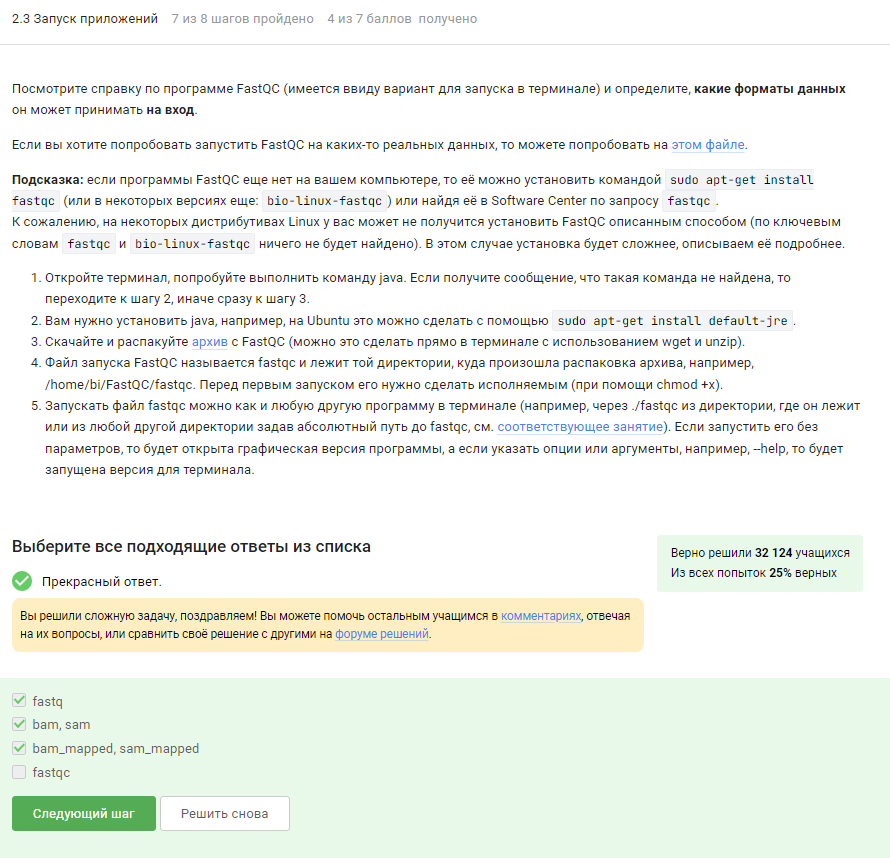 2.3 Запуск приложений 7 из 8 шагов пройдено 4 из 7 баллов получено
Посмотрите справку по программе FastQC (имеется ввиду вариант для запуска в терминале) и определите, какие форматы данных
он может принимать на вход.
Если вы хотите попробовать запустить FastQC на каких-то реальных данных, то можете попробовать на этом файле.
Подсказка: если программы FastQC еще нет на вашем компьютере, то её можно установить командой sudo apt-get install
fastqc (или в некоторых версиях еще: bio-linux-fastqc ) или найдя её в Software Center по запросу fastqc .
К сожалению, на некоторых дистрибутивах Linux у вас может не получится установить FastQC описанным способом (по ключевым
словам fastqc и bio-linux-fastqc ничего не будет найдено). В этом случае установка будет сложнее, описываем её подробнее.
1. Откройте терминал, попробуйте выполнить команду java. Если получите сообщение, что такая команда не найдена, то
переходите к шагу 2, иначе сразу к шагу 3.
2. Вам нужно установить java, например, на Ubuntu это можно сделать с помощью sudo apt-get install default-jre .
3. Скачайте и распакуйте архив с FastQC (можно это сделать прямо в терминале с использованием wget и unzip).
4. Файл запуска FastQC называется fastqc и лежит той директории, куда произошла распаковка архива, например,
/home/bi/FastQC/fastqc. Перед первым запуском его нужно сделать исполняемым (при помощи chmod +x).
5. Запускать файл fastqc можно как и любую другую программу в терминале (например, через ./fastqc из директории, где он лежит
или из любой другой директории задав абсолютный путь до fastqc, см. соответствующее занятие). Если запустить его без
параметров, то будет открыта графическая версия программы, а если указать опции или аргументы, например, --help, то будет
запущена версия для терминала.
Выберите все подходящие ответы из списка
Верно решили 32 124 учащихся
Из всех попыток 25% верных
Прекрасный ответ.
Вы решили сложную задачу, поздравляем! Вы можете помочь остальным учащимся в комментариях, отвечая
на их вопросы, или сравнить своё решение с другими на форуме решений.
fastq
bam, sam
bam_mapped, sam_mapped
fastqc
Следующий шаг Решить снова